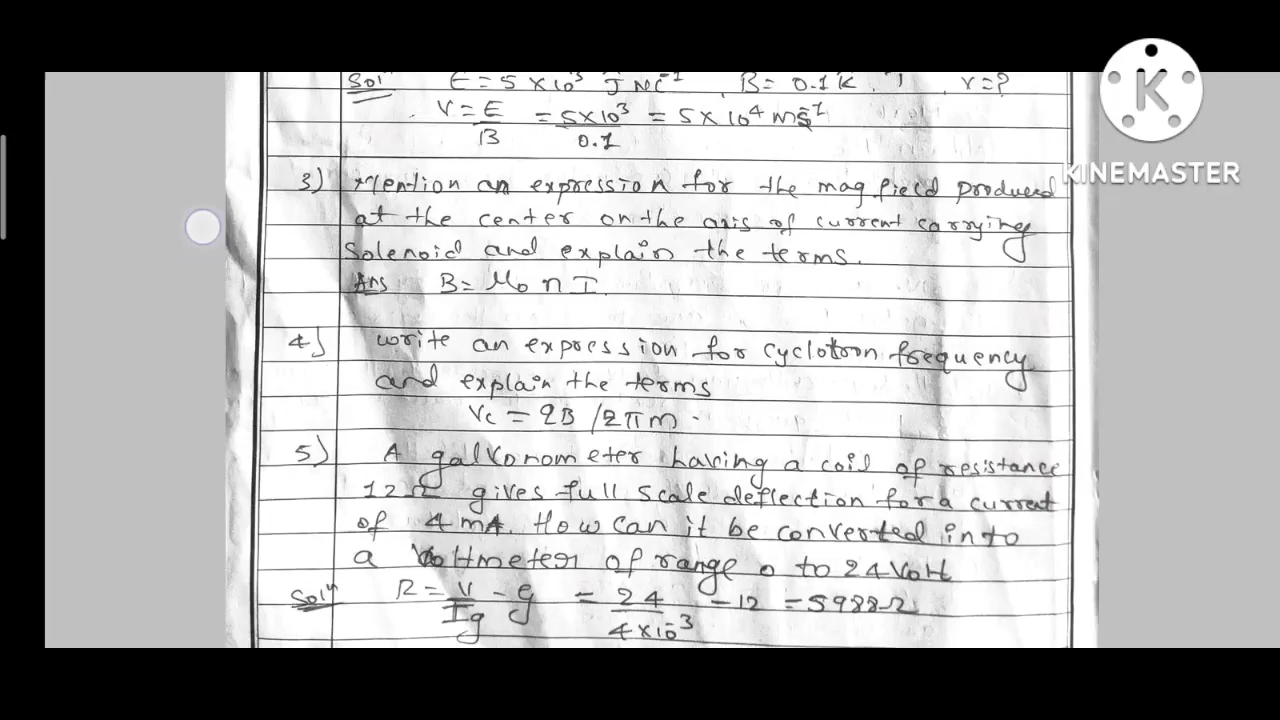 Solⁿ E = 5 × 10³ J NC⁻¹, B = 0.1 , v = ?
V = E/B = 5×10³/0.1 = 5 × 10⁴ ms⁻¹
KINEMASTER
3) Mention an expression for the mag field produced
at the center on the axis of current carrying
Solenoid and explain the terms.
Ans B = μ₀ n I
4) write an expression for cyclotron frequency
and explain the terms
Vc = qB /2πm.
5) A galvonometer having a coil of resistance
12Ω gives full scale deflection for a current
of 4mA. How can it be converted into
a Voltmeter of range 0 to 24 Volt
Solⁿ R = V/Ig - g = 24/4×10⁻³ - 12 = 5988Ω